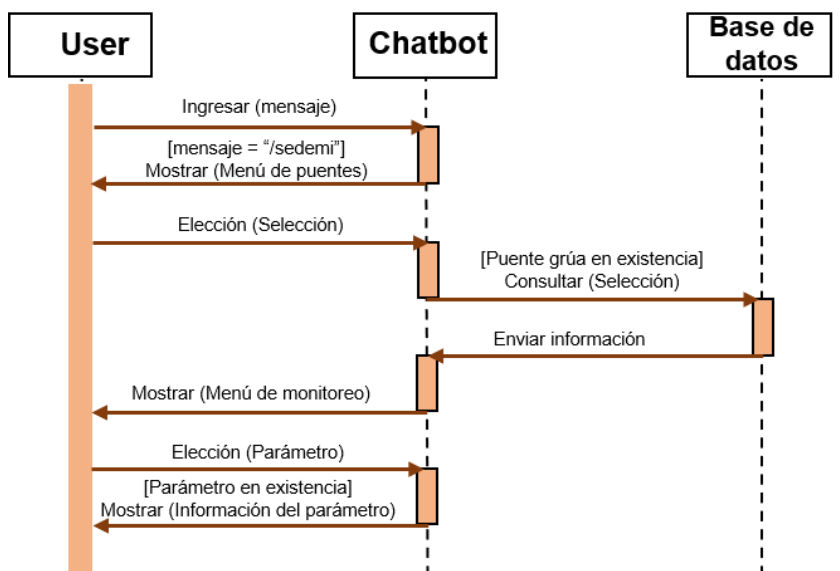 User
Chatbot
Base de
datos
Ingresar (mensaje)
[mensaje = “/sedemi”]
Mostrar (Menú de puentes)
Elección (Selección)
[Puente grúa en existencia]
Consultar (Selección)
Enviar información
Mostrar (Menú de monitoreo)
Elección (Parámetro)
[Parámetro en existencia]
Mostrar (Información del parámetro)